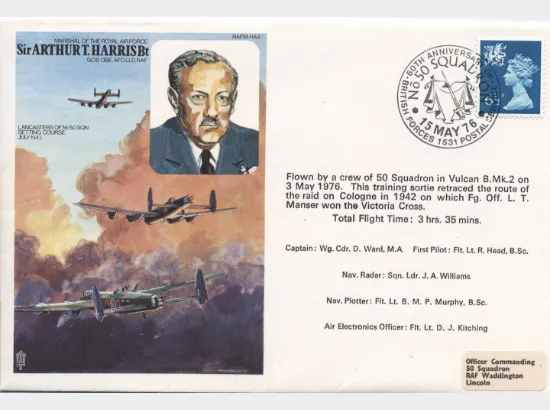 RAFM HA4
MARSHAL OF THE ROYAL AIR FORCE
Sir ARTHUR T. HARRIS Bt
GCB OBE AFC LLD RAF
LANCASTERS OF No 50 SQN
SETTING COURSE
JULY 1943
60TH ANNIVERSARY
No 50 SQUADRON
15 MAY 76
BRITISH FORCES 1531 POSTAL
Flown by a crew of 50 Squadron in Vulcan B.Mk.2 on
3 May 1976. This training sortie retraced the route of
the raid on Cologne in 1942 on which Fg. Off. L. T.
Manser won the Victoria Cross.
Total Flight Time: 3 hrs. 35 mins.
Captain: Wg. Cdr. D. Ward, M.A. First Pilot: Flt. Lt. R. Head, B.Sc.
Nav. Radar: Sqn. Ldr. J. A. Williams
Nav. Plotter: Flt. Lt. B. M. P. Murphy, B.Sc.
Air Electronics Officer: Flt. Lt. D. J. Kitching
Officer Commanding
50 Squadron
RAF Waddington
Lincoln